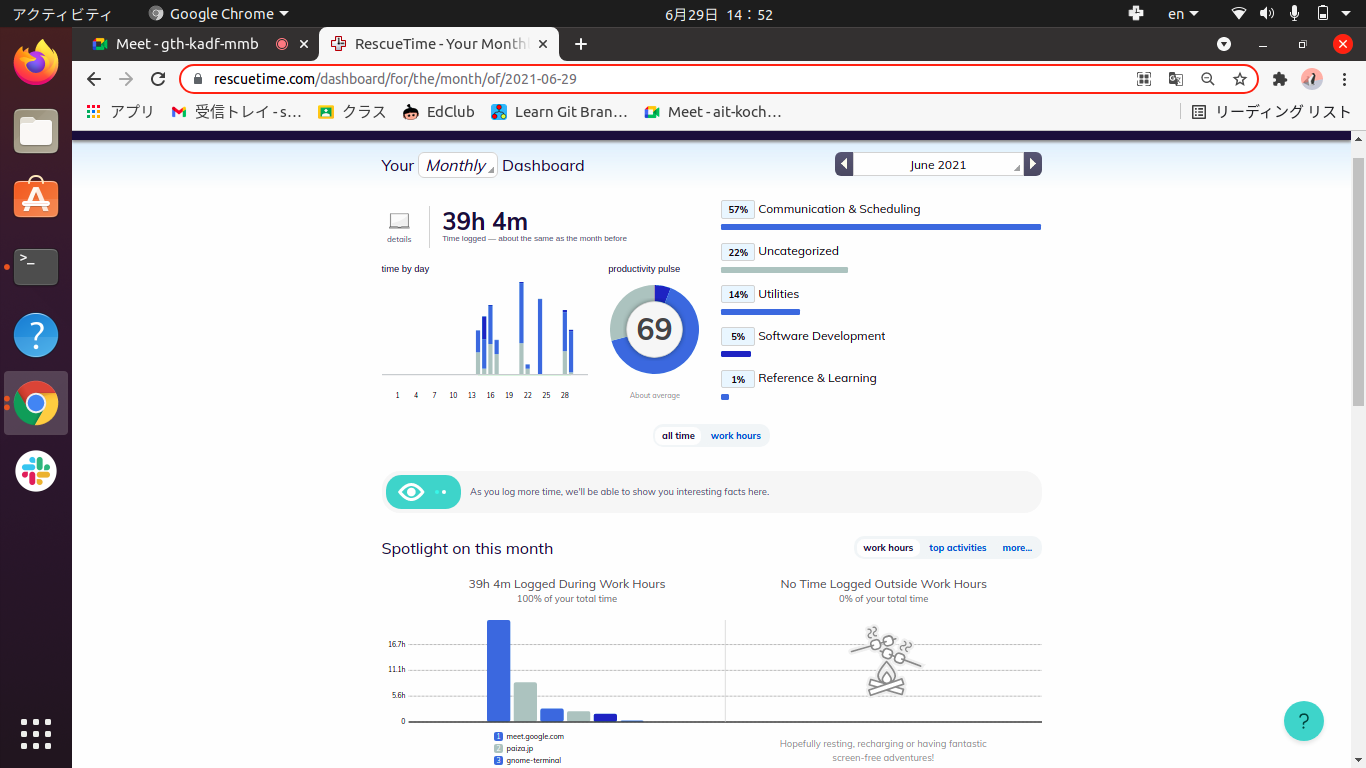 アクティビティ
Google Chrome
6月29日 14：52
en
Meet - gth-kadf-mmb
RescueTime - Your Monthl
rescuetime.com/dashboard/for/the/month/of/2021-06-29
アプリ
受信トレイ - s…
クラス
EdClub
Learn Git Bran…
Meet - ait-koch…
リーディング リスト
Your Monthly Dashboard
June 2021
details
39h 4m
Time logged — about the same as the month before
time by day
productivity pulse
69
1 4 7 10 13 16 19 22 25 28
About average
57% Communication & Scheduling
22% Uncategorized
14% Utilities
5% Software Development
1% Reference & Learning
all time work hours
As you log more time, we'll be able to show you interesting facts here.
Spotlight on this month
work hours top activities more...
39h 4m Logged During Work Hours
100% of your total time
No Time Logged Outside Work Hours
0% of your total time
16.7h
11.1h
5.6h
0
1 meet.google.com
2 paiza.jp
3 gnome-terminal
Hopefully resting, recharging or having fantastic
screen-free adventures!
?